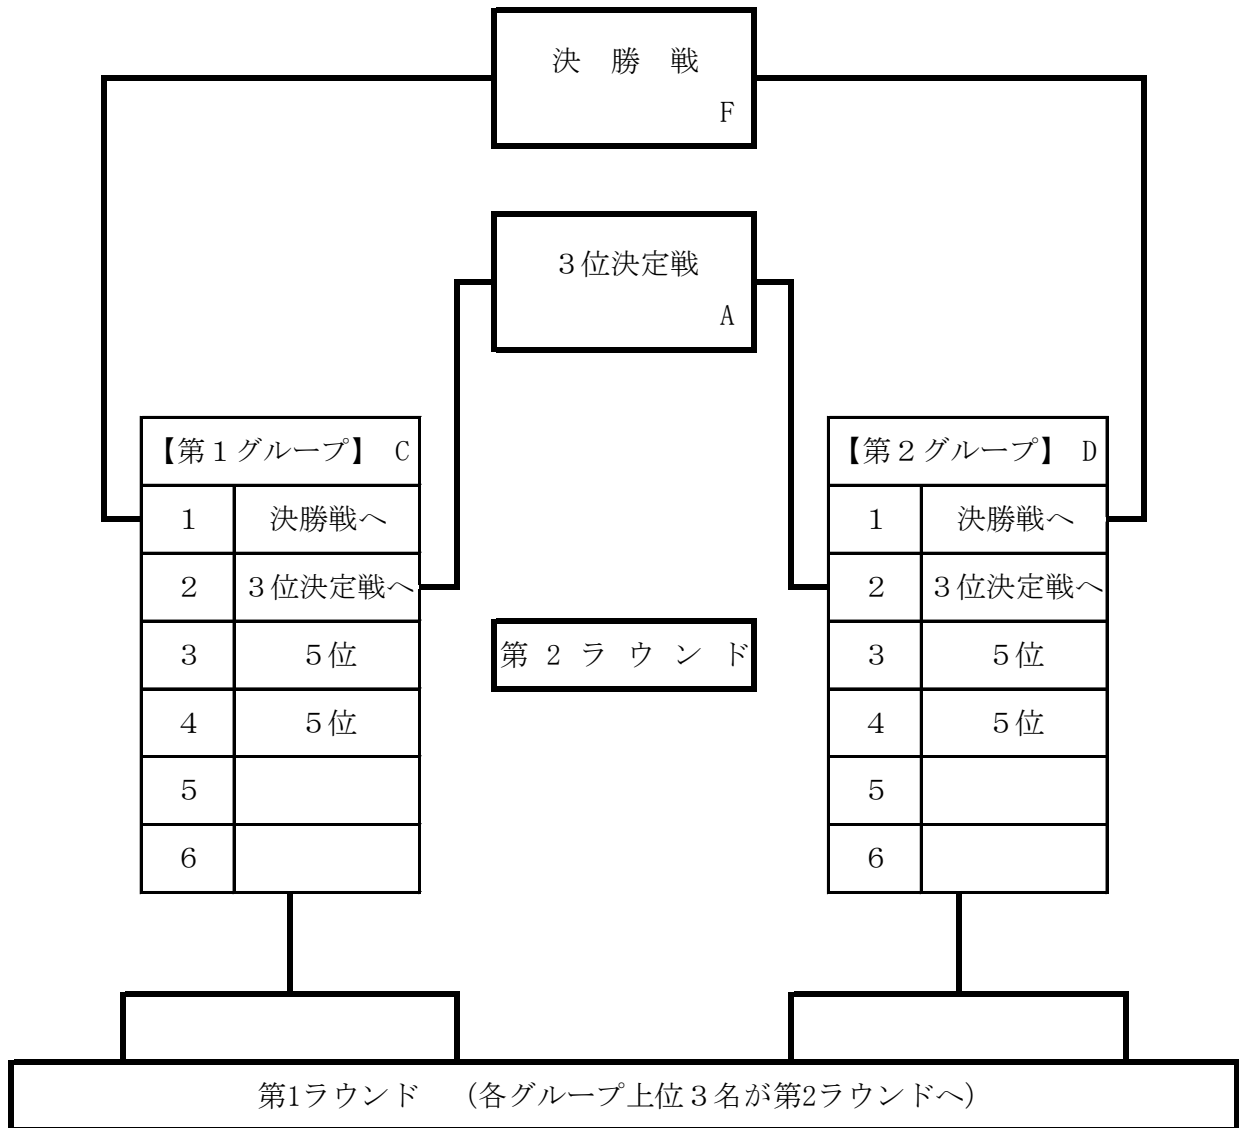 決　勝　戦
F
３位決定戦
A
【第１グループ】 C
1 決勝戦へ
2 ３位決定戦へ
3 ５位
4 ５位
5
6
【第２グループ】 D
1 決勝戦へ
2 ３位決定戦へ
3 ５位
4 ５位
5
6
第 2 ラ ウ ン ド
第1ラウンド　（各グループ上位３名が第2ラウンドへ）